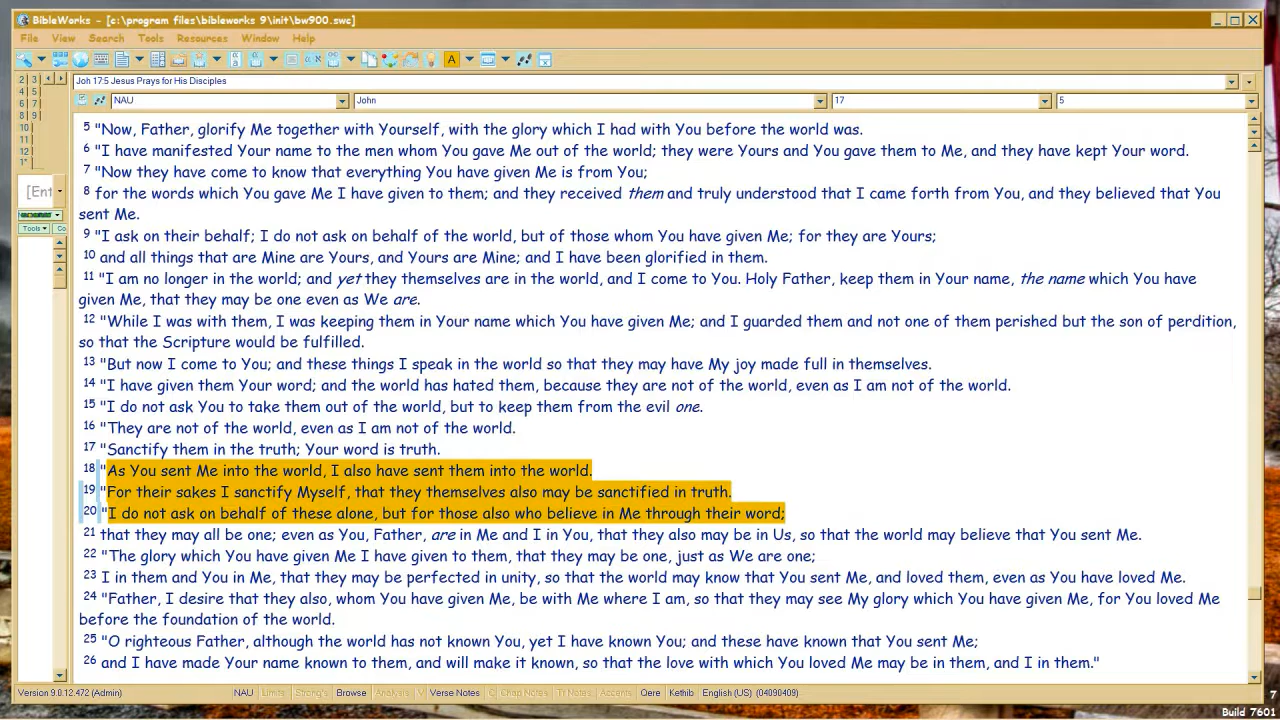 BibleWorks - [c:\program files\bibleworks 9\init\bw900.swc]
File View Search Tools Resources Window Help
Joh 17:5 Jesus Prays for His Disciples
NAU John 17 5
2 3
4 5
6 7
8 9
10
11
12
1*
[Ent
Tools Co
5 "Now, Father, glorify Me together with Yourself, with the glory which I had with You before the world was.
6 "I have manifested Your name to the men whom You gave Me out of the world; they were Yours and You gave them to Me, and they have kept Your word.
7 "Now they have come to know that everything You have given Me is from You;
8 for the words which You gave Me I have given to them; and they received them and truly understood that I came forth from You, and they believed that You
sent Me.
9 "I ask on their behalf; I do not ask on behalf of the world, but of those whom You have given Me; for they are Yours;
10 and all things that are Mine are Yours, and Yours are Mine; and I have been glorified in them.
11 "I am no longer in the world; and yet they themselves are in the world, and I come to You. Holy Father, keep them in Your name, the name which You have
given Me, that they may be one even as We are.
12 "While I was with them, I was keeping them in Your name which You have given Me; and I guarded them and not one of them perished but the son of perdition,
so that the Scripture would be fulfilled.
13 "But now I come to You; and these things I speak in the world so that they may have My joy made full in themselves.
14 "I have given them Your word; and the world has hated them, because they are not of the world, even as I am not of the world.
15 "I do not ask You to take them out of the world, but to keep them from the evil one.
16 "They are not of the world, even as I am not of the world.
17 "Sanctify them in the truth; Your word is truth.
18 "As You sent Me into the world, I also have sent them into the world.
19 "For their sakes I sanctify Myself, that they themselves also may be sanctified in truth.
20 "I do not ask on behalf of these alone, but for those also who believe in Me through their word;
21 that they may all be one; even as You, Father, are in Me and I in You, that they also may be in Us, so that the world may believe that You sent Me.
22 "The glory which You have given Me I have given to them, that they may be one, just as We are one;
23 I in them and You in Me, that they may be perfected in unity, so that the world may know that You sent Me, and loved them, even as You have loved Me.
24 "Father, I desire that they also, whom You have given Me, be with Me where I am, so that they may see My glory which You have given Me, for You loved Me
before the foundation of the world.
25 "O righteous Father, although the world has not known You, yet I have known You; and these have known that You sent Me;
26 and I have made Your name known to them, and will make it known, so that the love with which You loved Me may be in them, and I in them."
Version 9.0.12.472 (Admin) NAU Limits Strong's Browse Analysis V Verse Notes C Chap Notes Tr Notes Accents Qere Kethib English (US) (04090409)
7
Build 7601